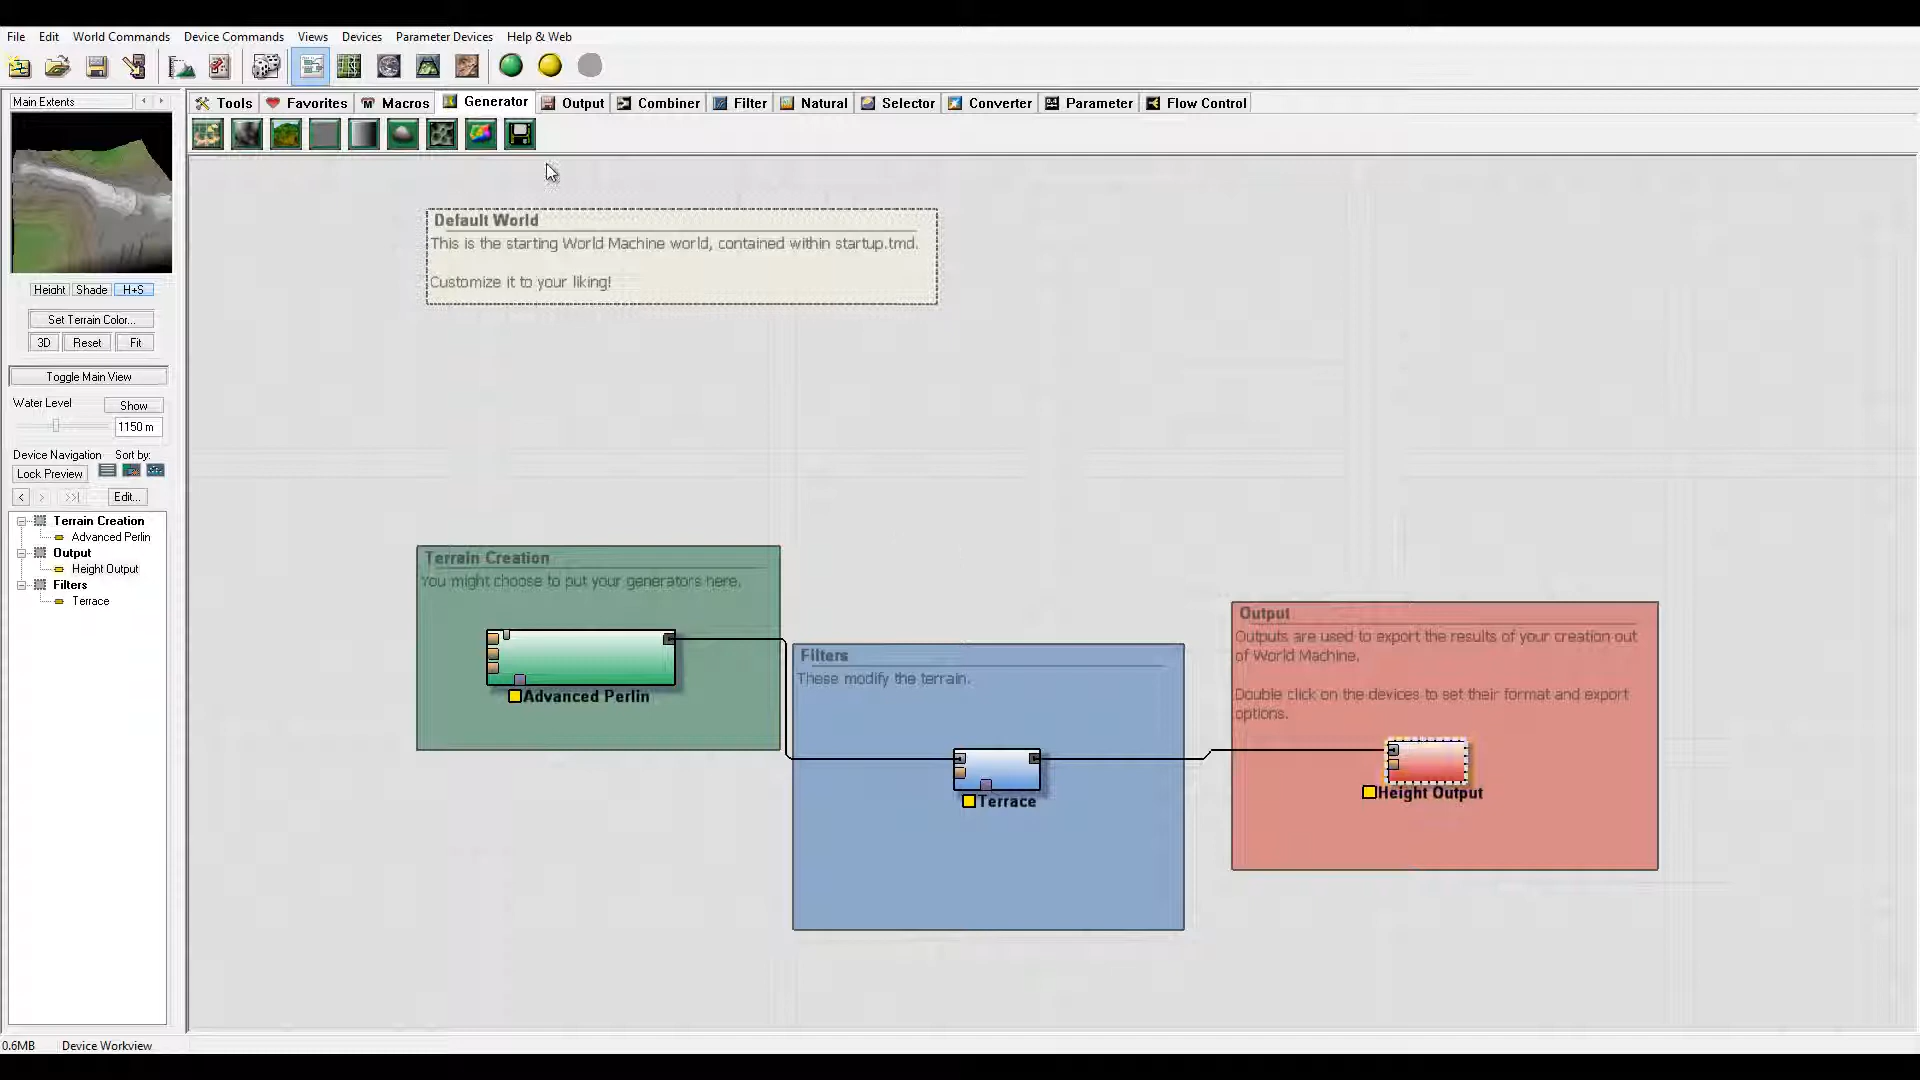 File Edit World Commands Device Commands Views Devices Parameter Devices Help & Web
Main Extents
Tools Favorites Macros Generator Output Combiner Filter Natural Selector Converter Parameter Flow Control
Height Shade H+S
Set Terrain Color...
3D Reset Fit
Toggle Main View
Water Level Show
1150 m
Device Navigation Sort by:
Lock Preview
< > >>| Edit...
Terrain Creation
Advanced Perlin
Output
Height Output
Filters
Terrace
Default World
This is the starting World Machine world, contained within startup.tmd.
Customize it to your liking!
Terrain Creation
You might choose to put your generators here.
Advanced Perlin
Filters
These modify the terrain.
Terrace
Output
Outputs are used to export the results of your creation out
of World Machine.
Double click on the devices to set their format and export
options.
Height Output
0.6MB Device Workview